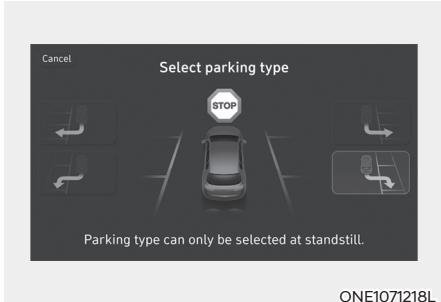 Cancel
Select parking type
STOP
Parking type can only be selected at standstill.
ONE1071218L